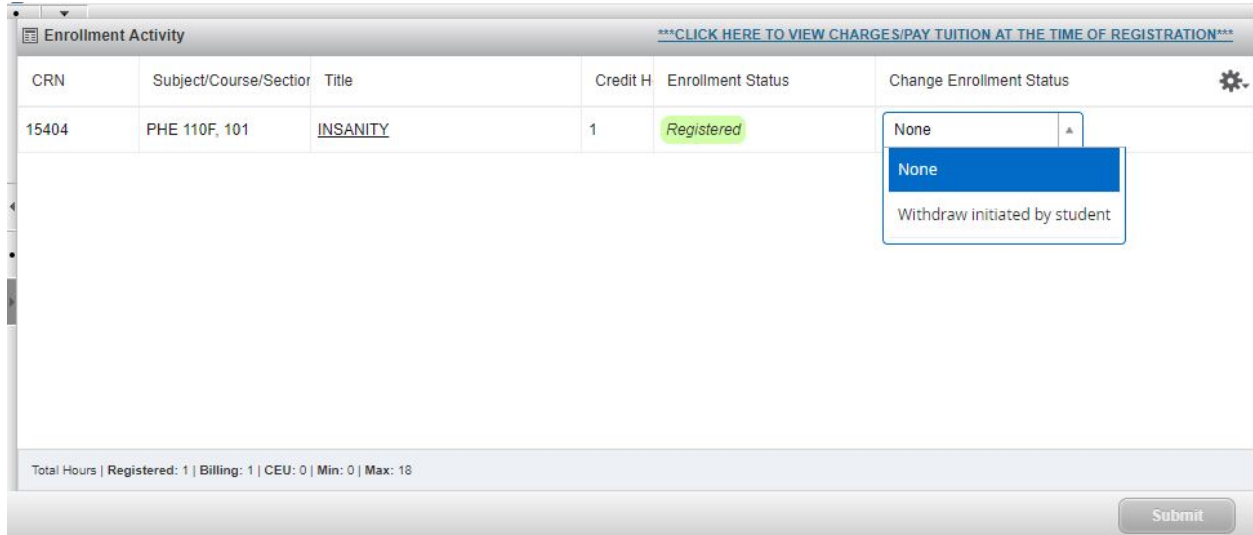 Enrollment Activity ***CLICK HERE TO VIEW CHARGES/PAY TUITION AT THE TIME OF REGISTRATION***
CRN Subject/Course/Section Title Credit H Enrollment Status Change Enrollment Status
15404 PHE 110F, 101 INSANITY 1 Registered None
None
Withdraw initiated by student
Total Hours | Registered: 1 | Billing: 1 | CEU: 0 | Min: 0 | Max: 18
Submit